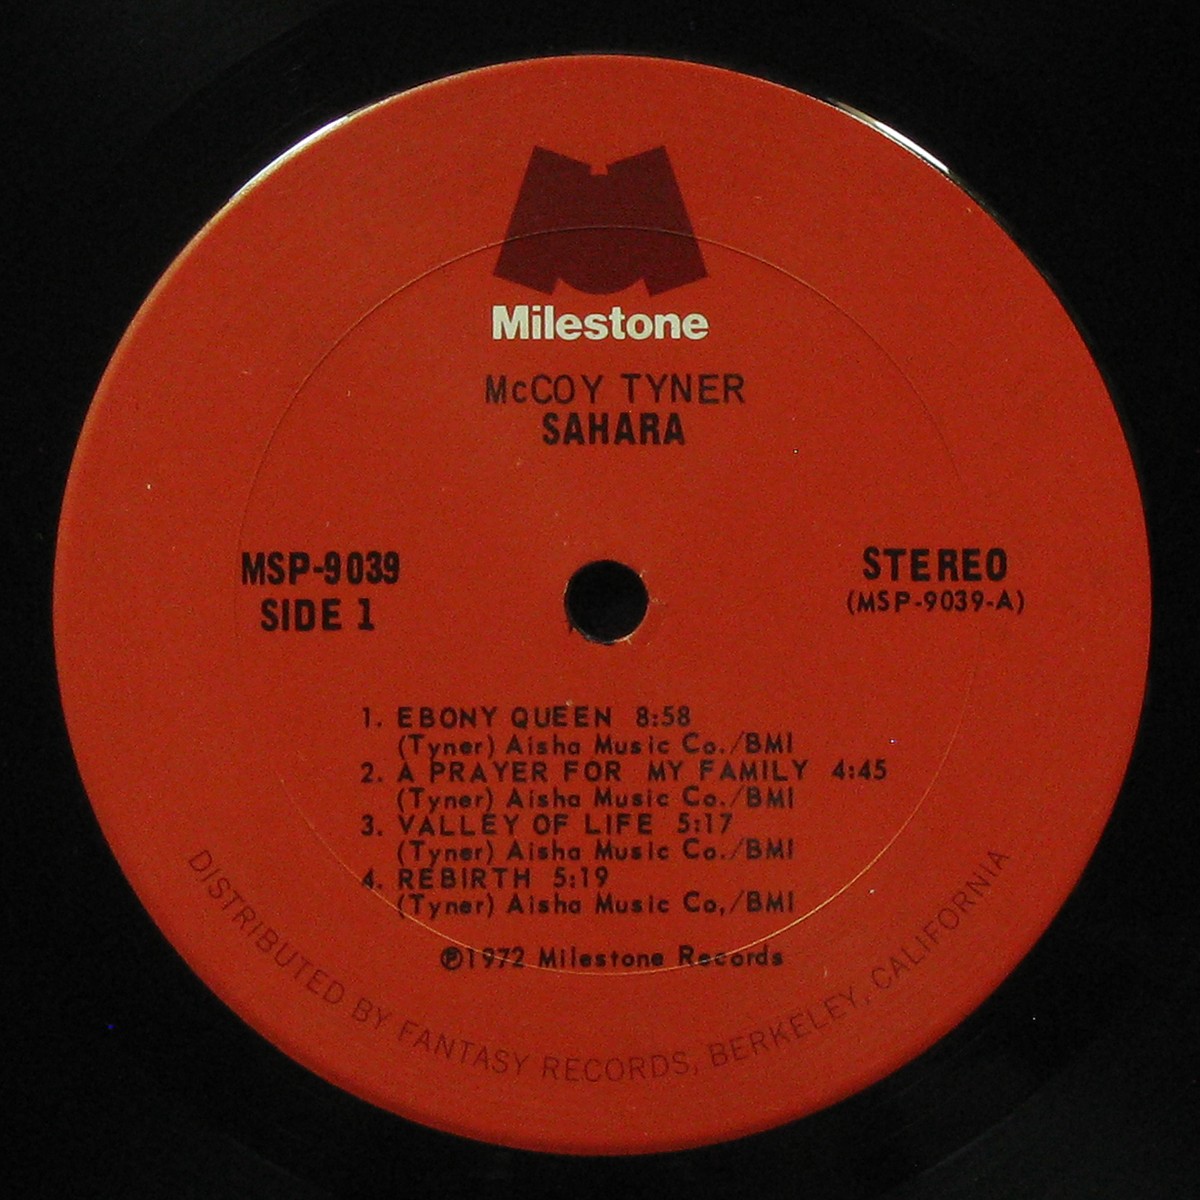 Milestone
McCOY TYNER
SAHARA
MSP-9039
SIDE 1
STEREO
(MSP-9039-A)
1. EBONY QUEEN 8:58
(Tyner) Aisha Music Co./BMI
2. A PRAYER FOR MY FAMILY 4:45
(Tyner) Aisha Music Co./BMI
3. VALLEY OF LIFE 5:17
(Tyner) Aisha Music Co./BMI
4. REBIRTH 5:19
(Tyner) Aisha Music Co,/BMI
℗1972 Milestone Records
DISTRIBUTED BY FANTASY RECORDS, BERKELEY, CALIFORNIA